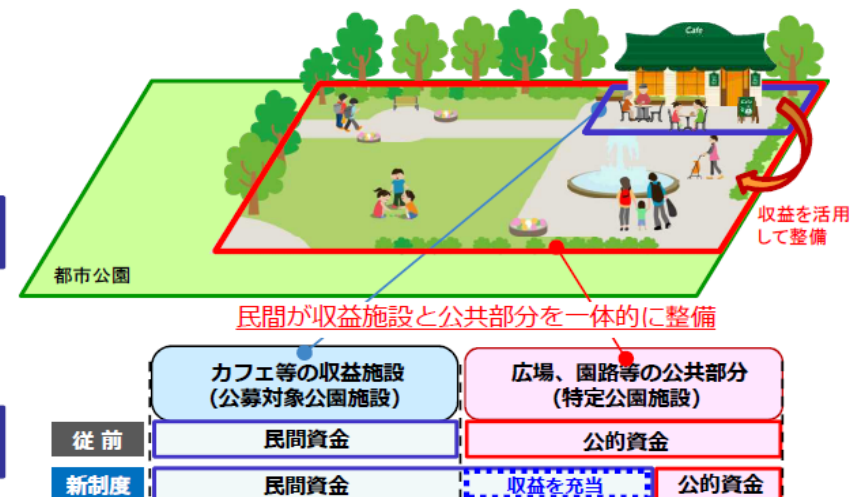 Cafe
収益を活用
して整備
都市公園
民間が収益施設と公共部分を一体的に整備
カフェ等の収益施設
(公募対象公園施設)
広場、園路等の公共部分
(特定公園施設)
従前
民間資金
公的資金
新制度
民間資金
収益を充当
公的資金